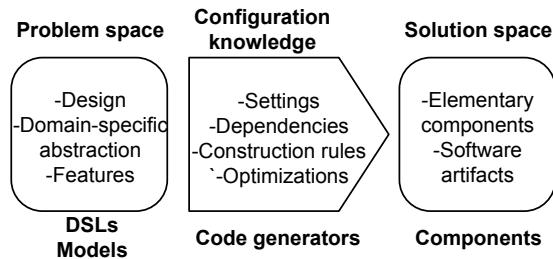 Problem space
-Design
-Domain-specific
abstraction
-Features
DSLs
Models
Configuration
knowledge
-Settings
-Dependencies
-Construction rules
`-Optimizations
Code generators
Solution space
-Elementary
components
-Software
artifacts
Components